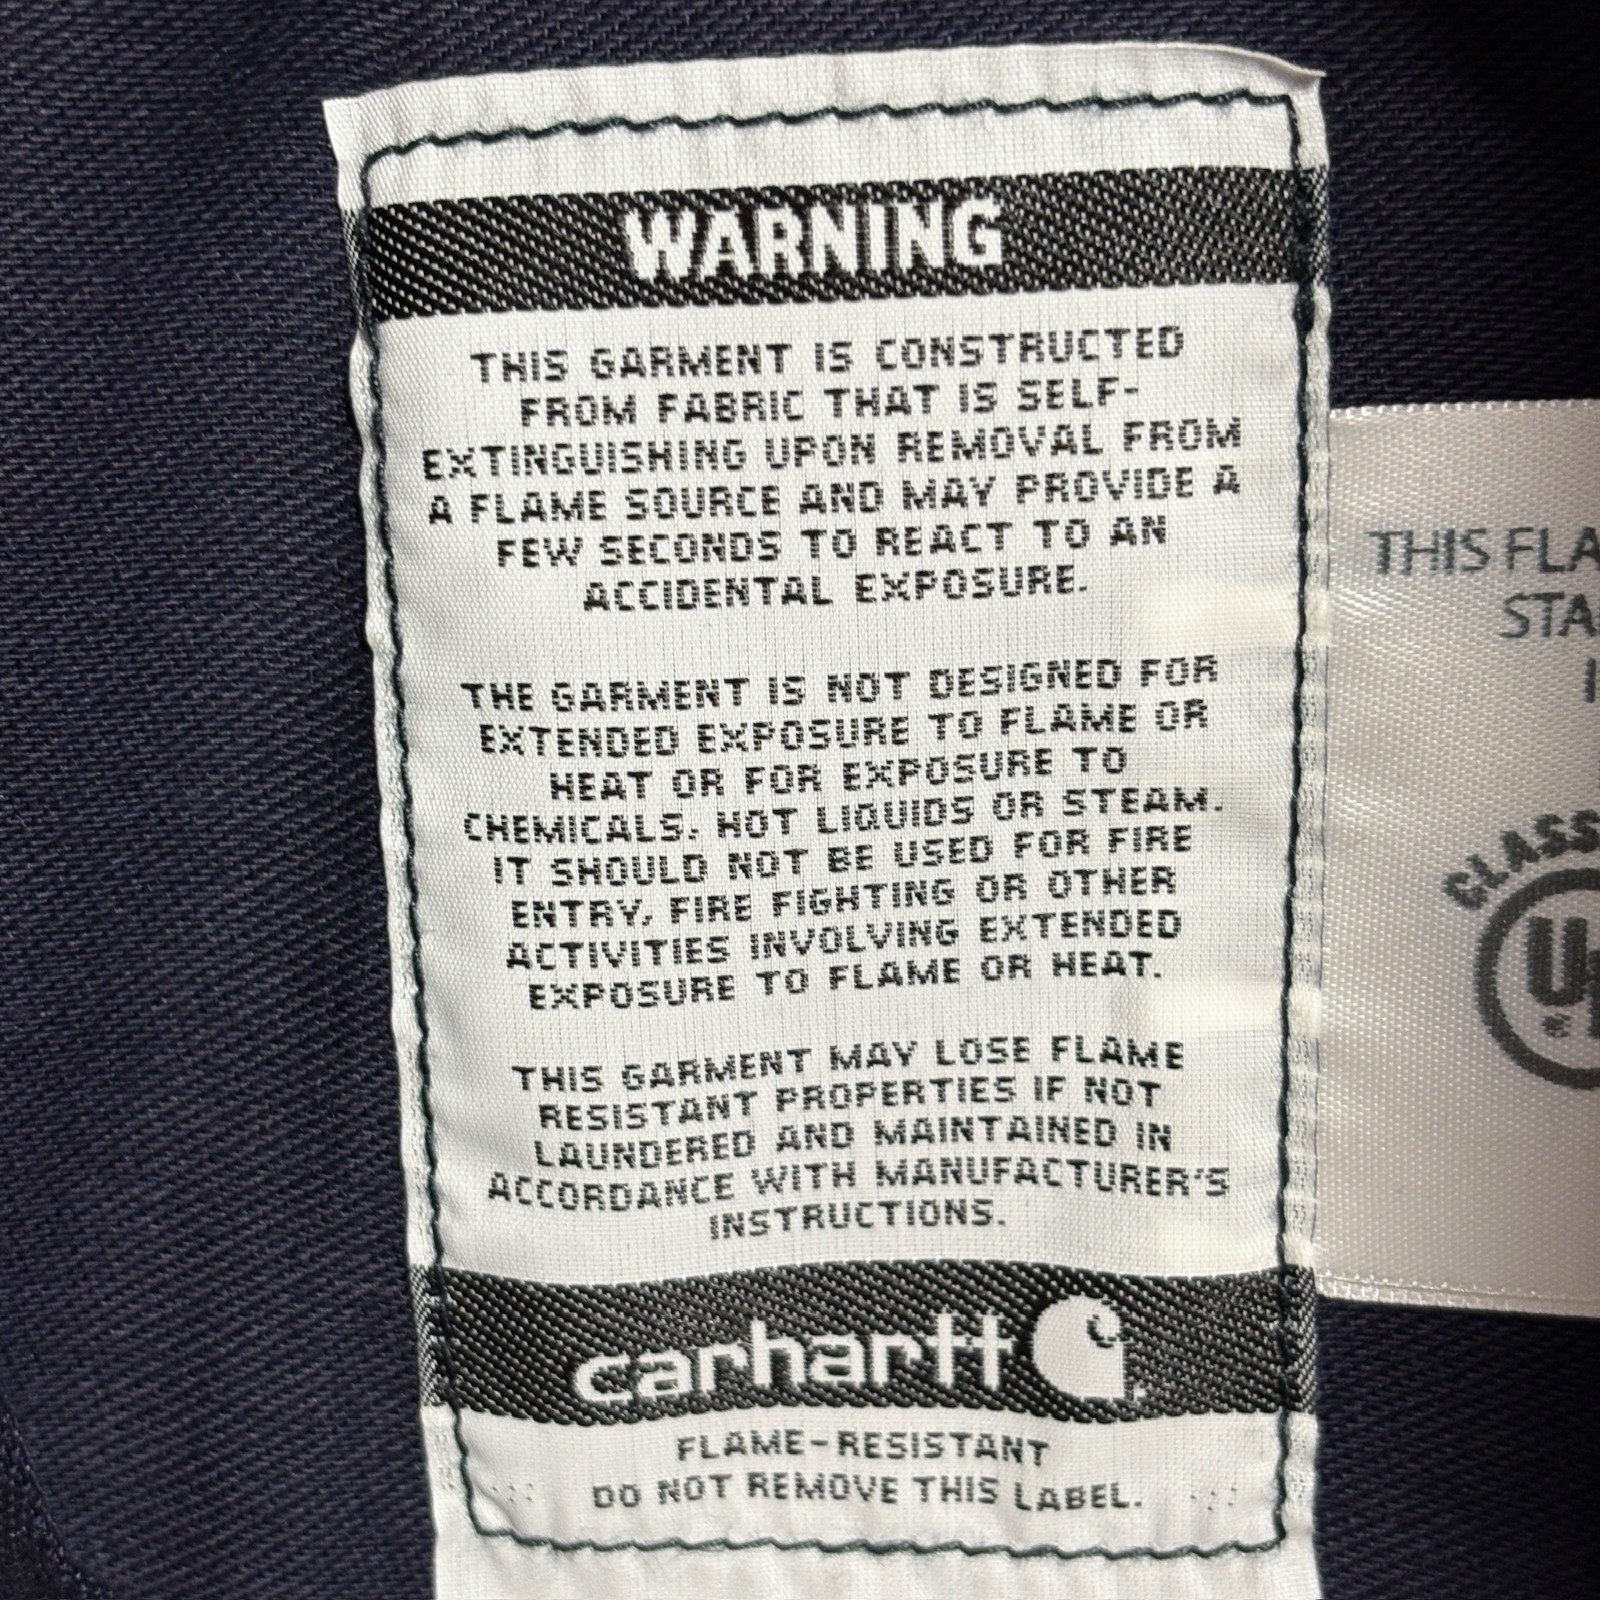 WARNING
THIS GARMENT IS CONSTRUCTED
FROM FABRIC THAT IS SELF-
EXTINGUISHING UPON REMOVAL FROM
A FLAME SOURCE AND MAY PROVIDE A
FEW SECONDS TO REACT TO AN
ACCIDENTAL EXPOSURE.
THE GARMENT IS NOT DESIGNED FOR
EXTENDED EXPOSURE TO FLAME OR
HEAT OR FOR EXPOSURE TO
CHEMICALS, HOT LIQUIDS OR STEAM.
IT SHOULD NOT BE USED FOR FIRE
ENTRY, FIRE FIGHTING OR OTHER
ACTIVITIES INVOLVING EXTENDED
EXPOSURE TO FLAME OR HEAT.
THIS GARMENT MAY LOSE FLAME
RESISTANT PROPERTIES IF NOT
LAUNDERED AND MAINTAINED IN
ACCORDANCE WITH MANUFACTURER'S
INSTRUCTIONS.
carhartt
FLAME-RESISTANT
DO NOT REMOVE THIS LABEL.
THIS FLA
STA
CLASS
U